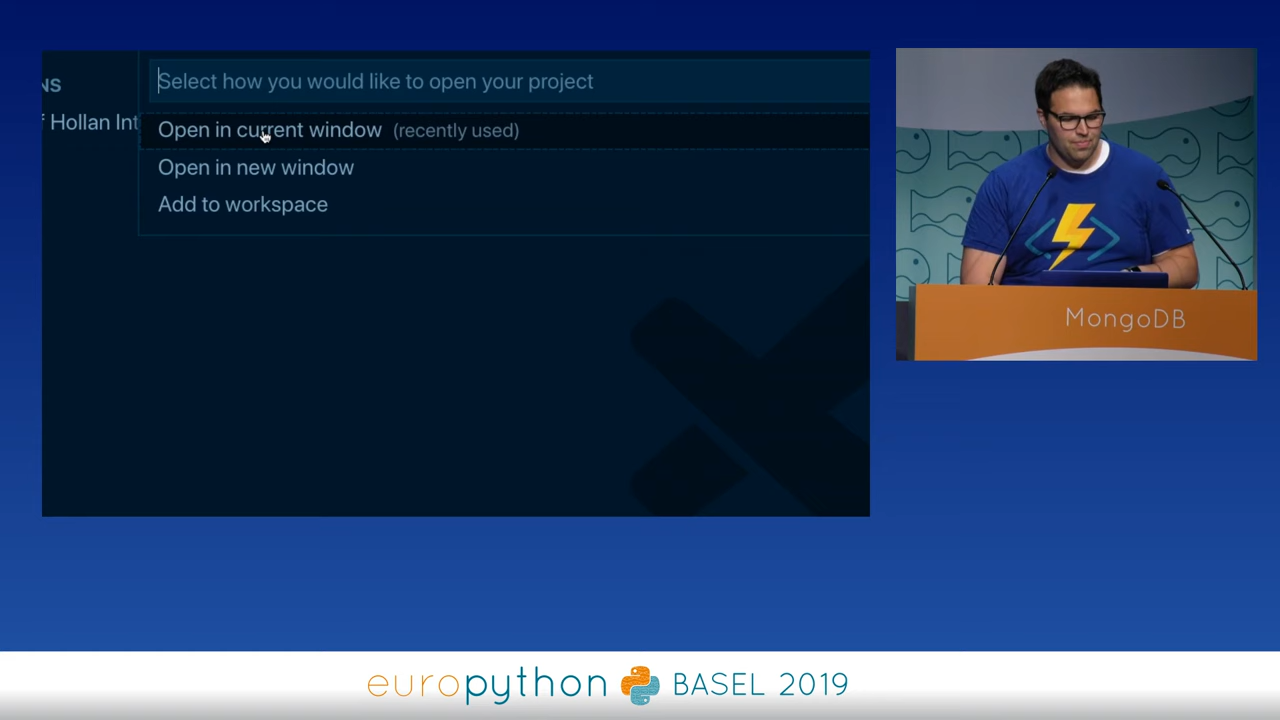 NS
Select how you would like to open your project
f Hollan Int
Open in current window (recently used)
Open in new window
Add to workspace
MongoDB
europython BASEL 2019